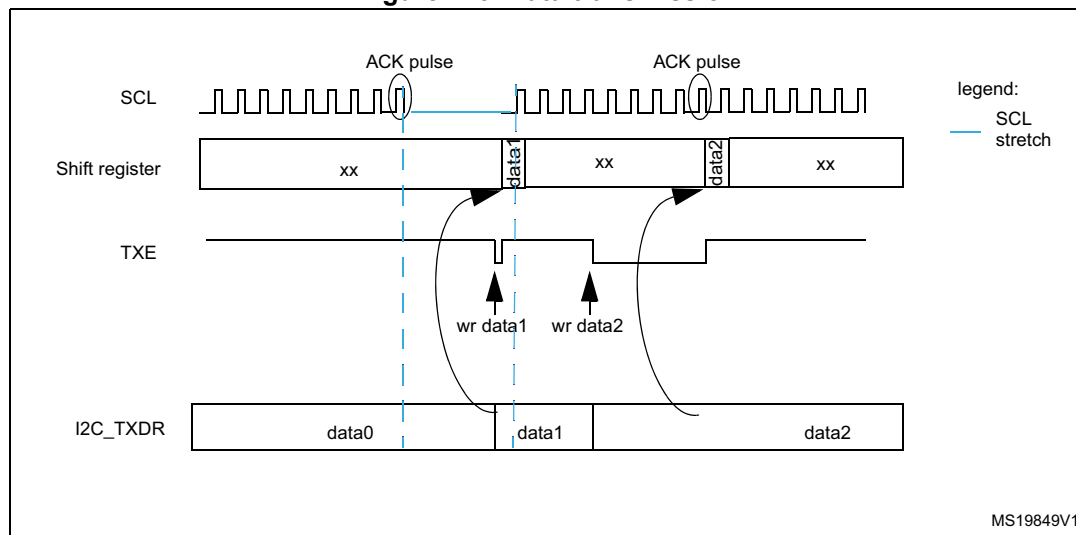 ACK pulse ACK pulse
SCL
legend:
SCL
stretch
Shift register
xx
data1
xx
data2
xx
TXE
wr data1 wr data2
I2C_TXDR
data0
data1
data2
MS19849V1